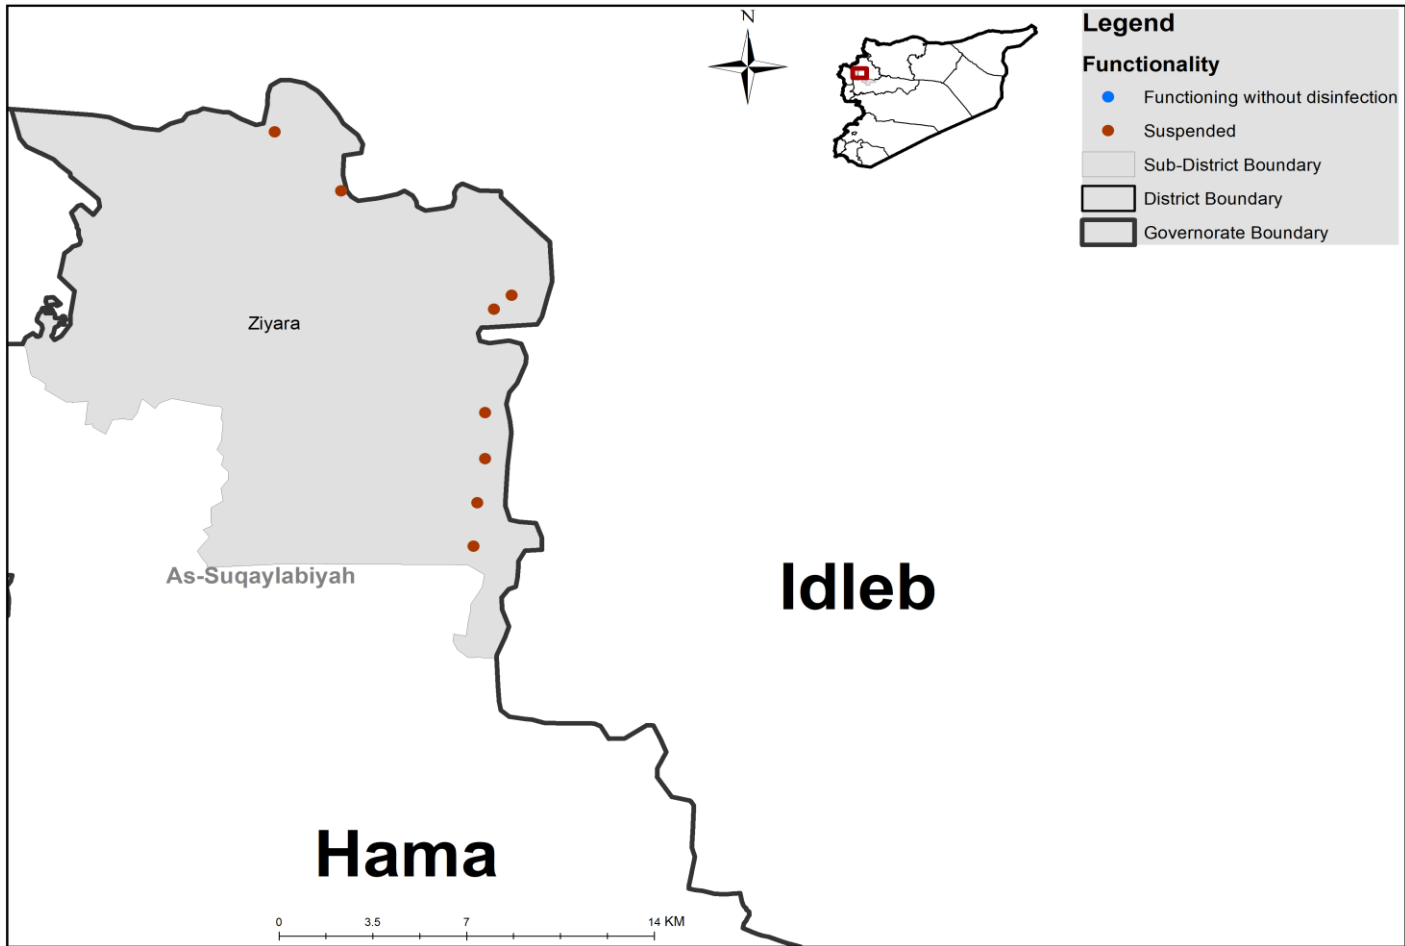 N
Legend
Functionality
Functioning without disinfection
Suspended
Sub-District Boundary
District Boundary
Governorate Boundary
Ziyara
As-Suqaylabiyah
Idleb
Hama
0 3.5 7 14 KM